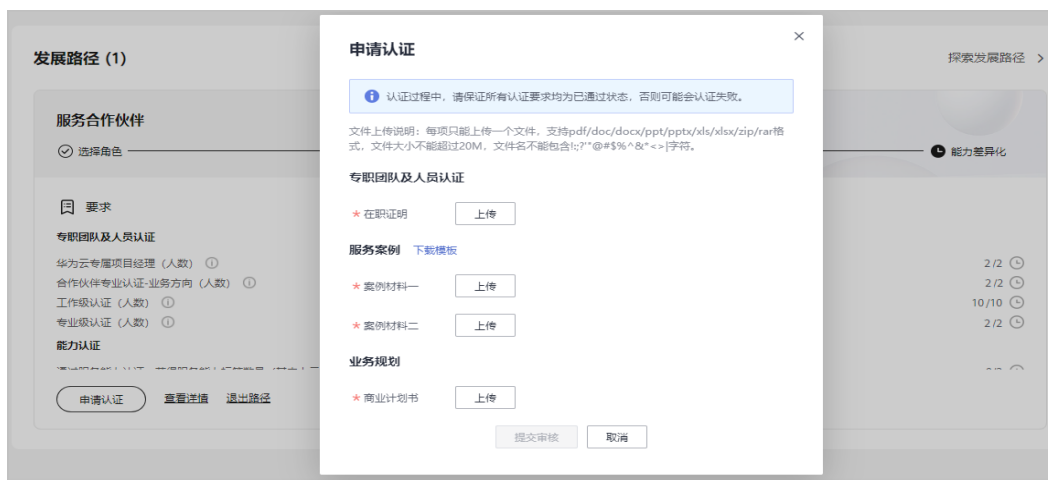 发展路径 (1)
探索发展路径
服务合作伙伴
选择角色
能力差异化
要求
专职团队及人员认证
华为云专属项目经理（人数）
2/2
合作伙伴专业认证-业务方向（人数）
2/2
工作级认证（人数）
10/10
专业级认证（人数）
2/2
能力认证
申请认证
查看详情
退出路径
申请认证
认证过程中，请保证所有认证要求均为已通过状态，否则可能会认证失败。
文件上传说明：每项只能上传一个文件，支持pdf/doc/docx/ppt/pptx/xls/xlsx/zip/rar格
式，文件大小不能超过20M，文件名不能包含!:;?'"@#$%^&*<>|字符。
专职团队及人员认证
* 在职证明
上传
服务案例 下载模板
* 案例材料一
上传
* 案例材料二
上传
业务规划
* 商业计划书
上传
提交审核
取消